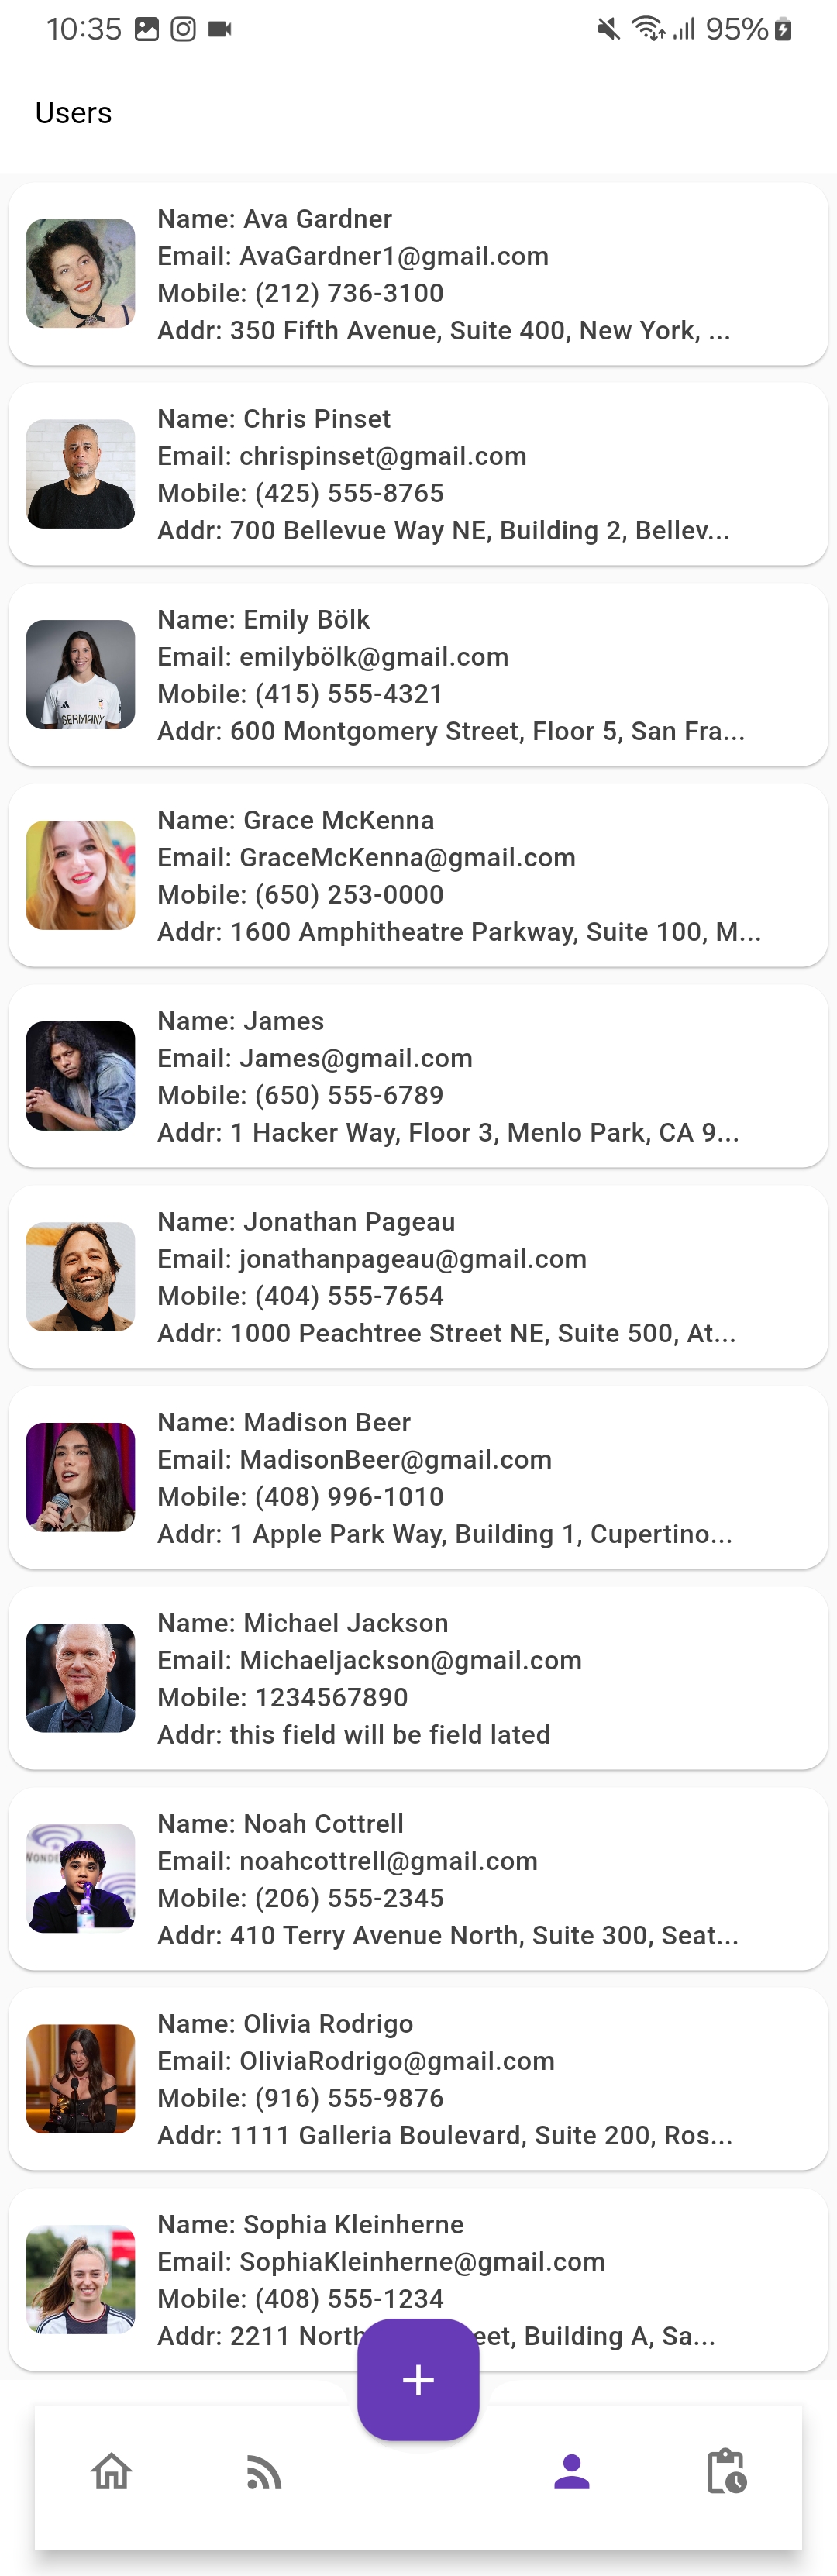 10:35
95%
Users
Name: Ava Gardner
Email: AvaGardner1@gmail.com
Mobile: (212) 736-3100
Addr: 350 Fifth Avenue, Suite 400, New York, ...
Name: Chris Pinset
Email: chrispinset@gmail.com
Mobile: (425) 555-8765
Addr: 700 Bellevue Way NE, Building 2, Bellev...
GERMANY
Name: Emily Bölk
Email: emilybölk@gmail.com
Mobile: (415) 555-4321
Addr: 600 Montgomery Street, Floor 5, San Fra...
Name: Grace McKenna
Email: GraceMcKenna@gmail.com
Mobile: (650) 253-0000
Addr: 1600 Amphitheatre Parkway, Suite 100, M...
Name: James
Email: James@gmail.com
Mobile: (650) 555-6789
Addr: 1 Hacker Way, Floor 3, Menlo Park, CA 9...
Name: Jonathan Pageau
Email: jonathanpageau@gmail.com
Mobile: (404) 555-7654
Addr: 1000 Peachtree Street NE, Suite 500, At...
Name: Madison Beer
Email: MadisonBeer@gmail.com
Mobile: (408) 996-1010
Addr: 1 Apple Park Way, Building 1, Cupertino...
Name: Michael Jackson
Email: Michaeljackson@gmail.com
Mobile: 1234567890
Addr: this field will be field lated
WOND
Name: Noah Cottrell
Email: noahcottrell@gmail.com
Mobile: (206) 555-2345
Addr: 410 Terry Avenue North, Suite 300, Seat...
Name: Olivia Rodrigo
Email: OliviaRodrigo@gmail.com
Mobile: (916) 555-9876
Addr: 1111 Galleria Boulevard, Suite 200, Ros...
Name: Sophia Kleinherne
Email: SophiaKleinherne@gmail.com
Mobile: (408) 555-1234
Addr: 2211 North eet, Building A, Sa...